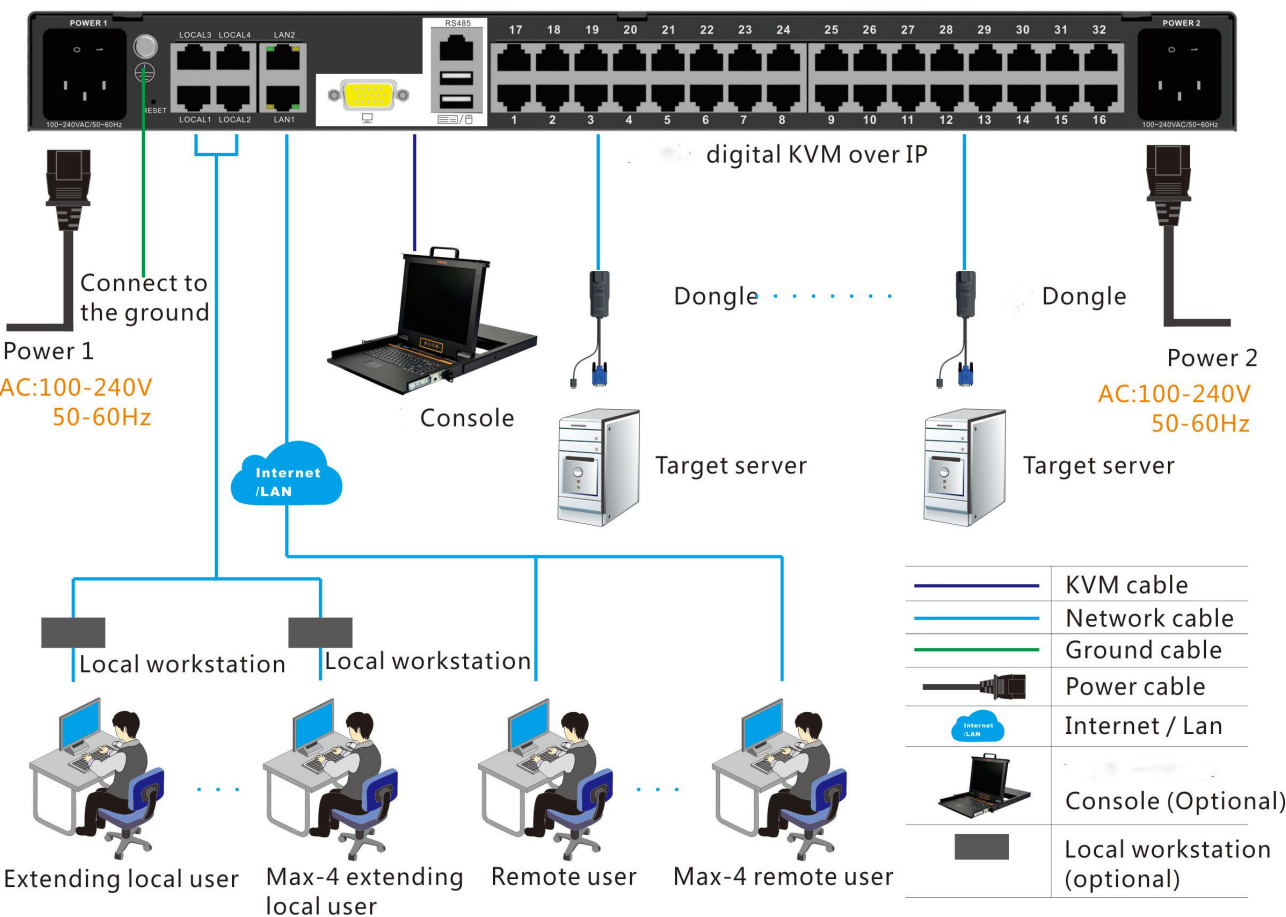 POWER 1
LOCAL3 LOCAL4 LAN2
RS485
17 18 19 20 21 22 23 24 25 26 27 28 29 30 31 32
POWER 2
RESET
100~240VAC/50~60Hz
LOCAL1 LOCAL2 LAN1
1 2 3 4 5 6 7 8 9 10 11 12 13 14 15 16
100~240VAC/50~60Hz
digital KVM over IP
Connect to
the ground
Dongle
Dongle
Power 1
AC:100-240V
50-60Hz
Power 2
AC:100-240V
50-60Hz
Console
Internet
/LAN
Target server
Target server
Local workstation
Local workstation
KVM cable
Network cable
Ground cable
Power cable
Internet
/LAN
Internet / Lan
Console (Optional)
Local workstation
(optional)
Extending local user
Max-4 extending
local user
Remote user
Max-4 remote user